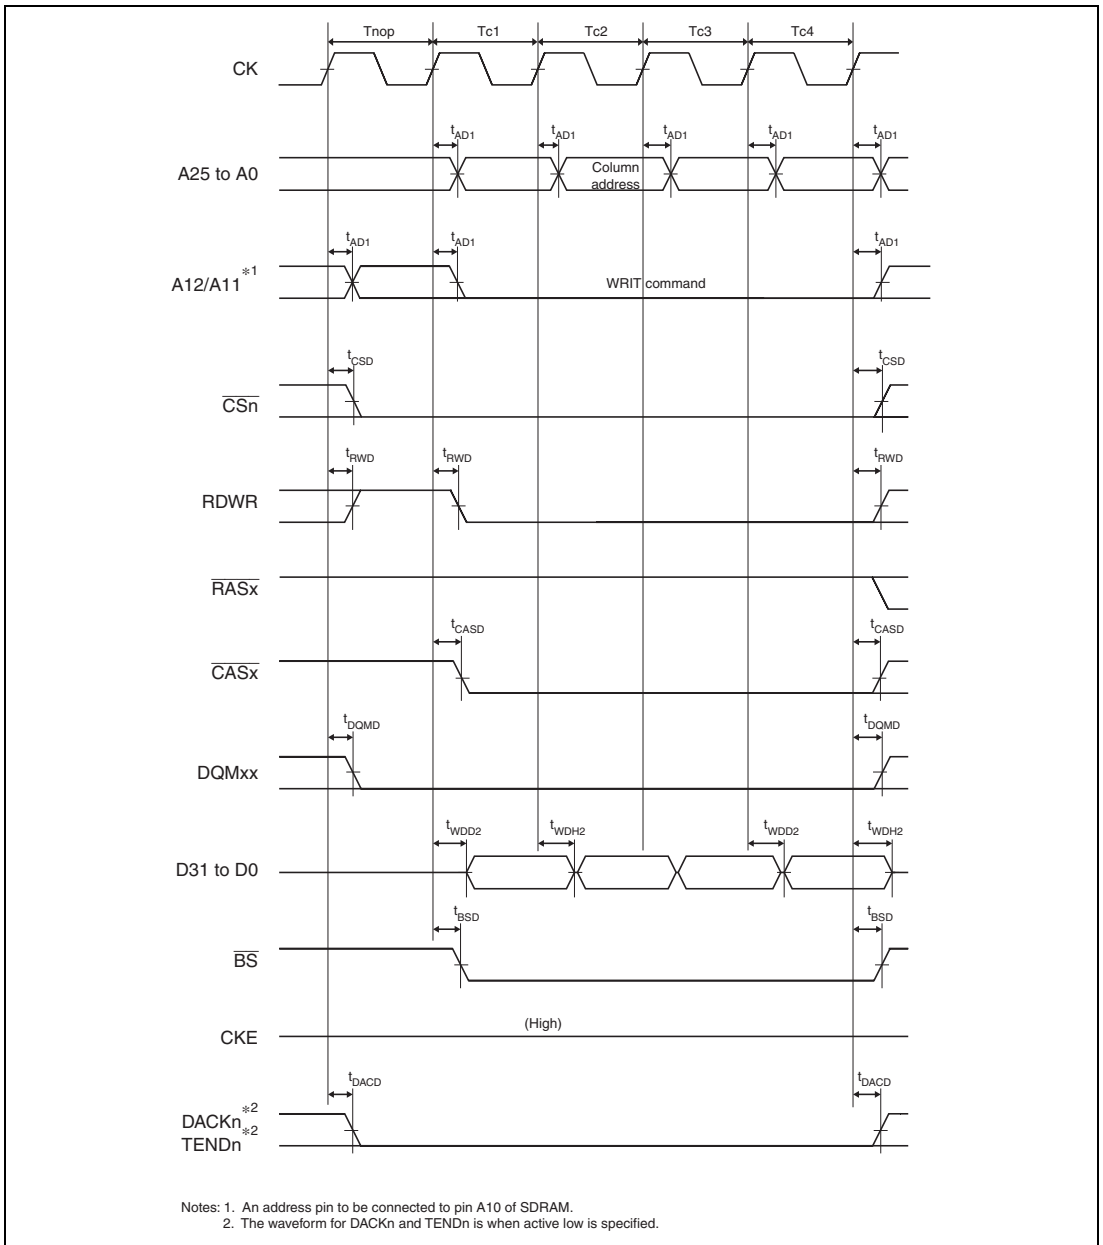 Tnop Tc1 Tc2 Tc3 Tc4
CK
tAD1 tAD1 tAD1 tAD1 tAD1
A25 to A0
Column
address
tAD1 tAD1 tAD1
A12/A11*1
WRIT command
tCSD tCSD
CSn
tRWD tRWD tRWD
RDWR
RASx
tCASD tCASD
CASx
tDQMD tDQMD
DQMxx
tWDD2 tWDH2 tWDD2 tWDH2
D31 to D0
tBSD tBSD
BS
(High)
CKE
tDACD tDACD
DACKn*2
TENDn*2
Notes: 1. An address pin to be connected to pin A10 of SDRAM.
2. The waveform for DACKn and TENDn is when active low is specified.